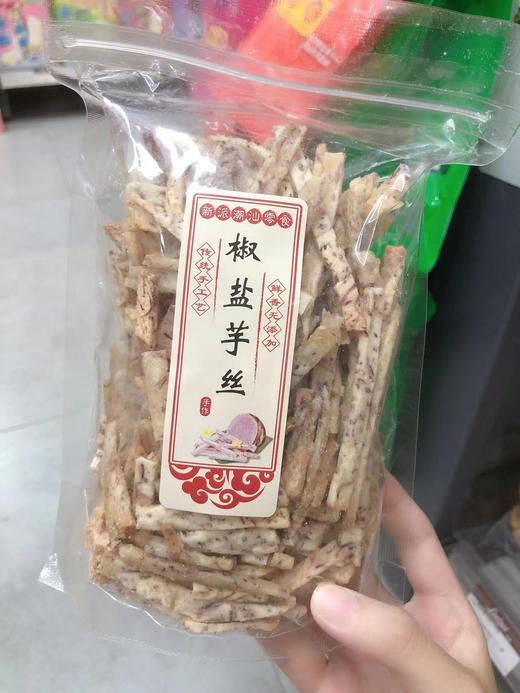 新派潮汕零食
传统手工艺
椒盐芋丝
鲜香无添加
手作